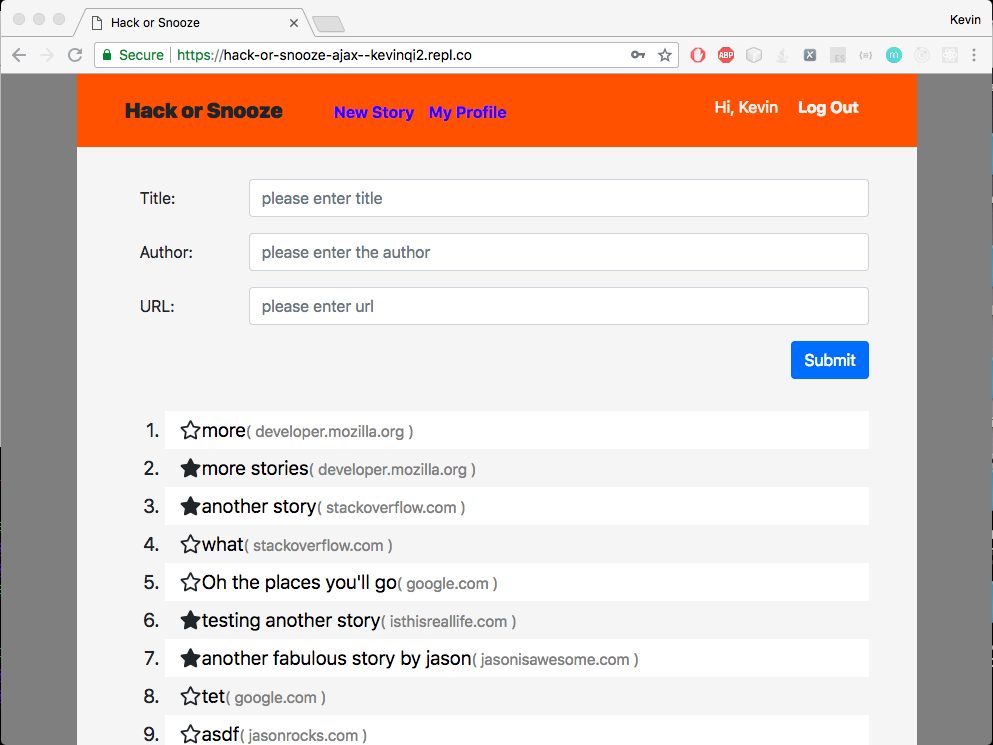 Hack or Snooze
Kevin
Secure https://hack-or-snooze-ajax--kevinqi2.repl.co
ABP
X
m
Hack or Snooze New Story My Profile Hi, Kevin Log Out
Title: please enter title
Author: please enter the author
URL: please enter url
Submit
1. more( developer.mozilla.org )
2. more stories( developer.mozilla.org )
3. another story( stackoverflow.com )
4. what( stackoverflow.com )
5. Oh the places you'll go( google.com )
6. testing another story( isthisreallife.com )
7. another fabulous story by jason( jasonisawesome.com )
8. tet( google.com )
9. asdf( jasonrocks.com )